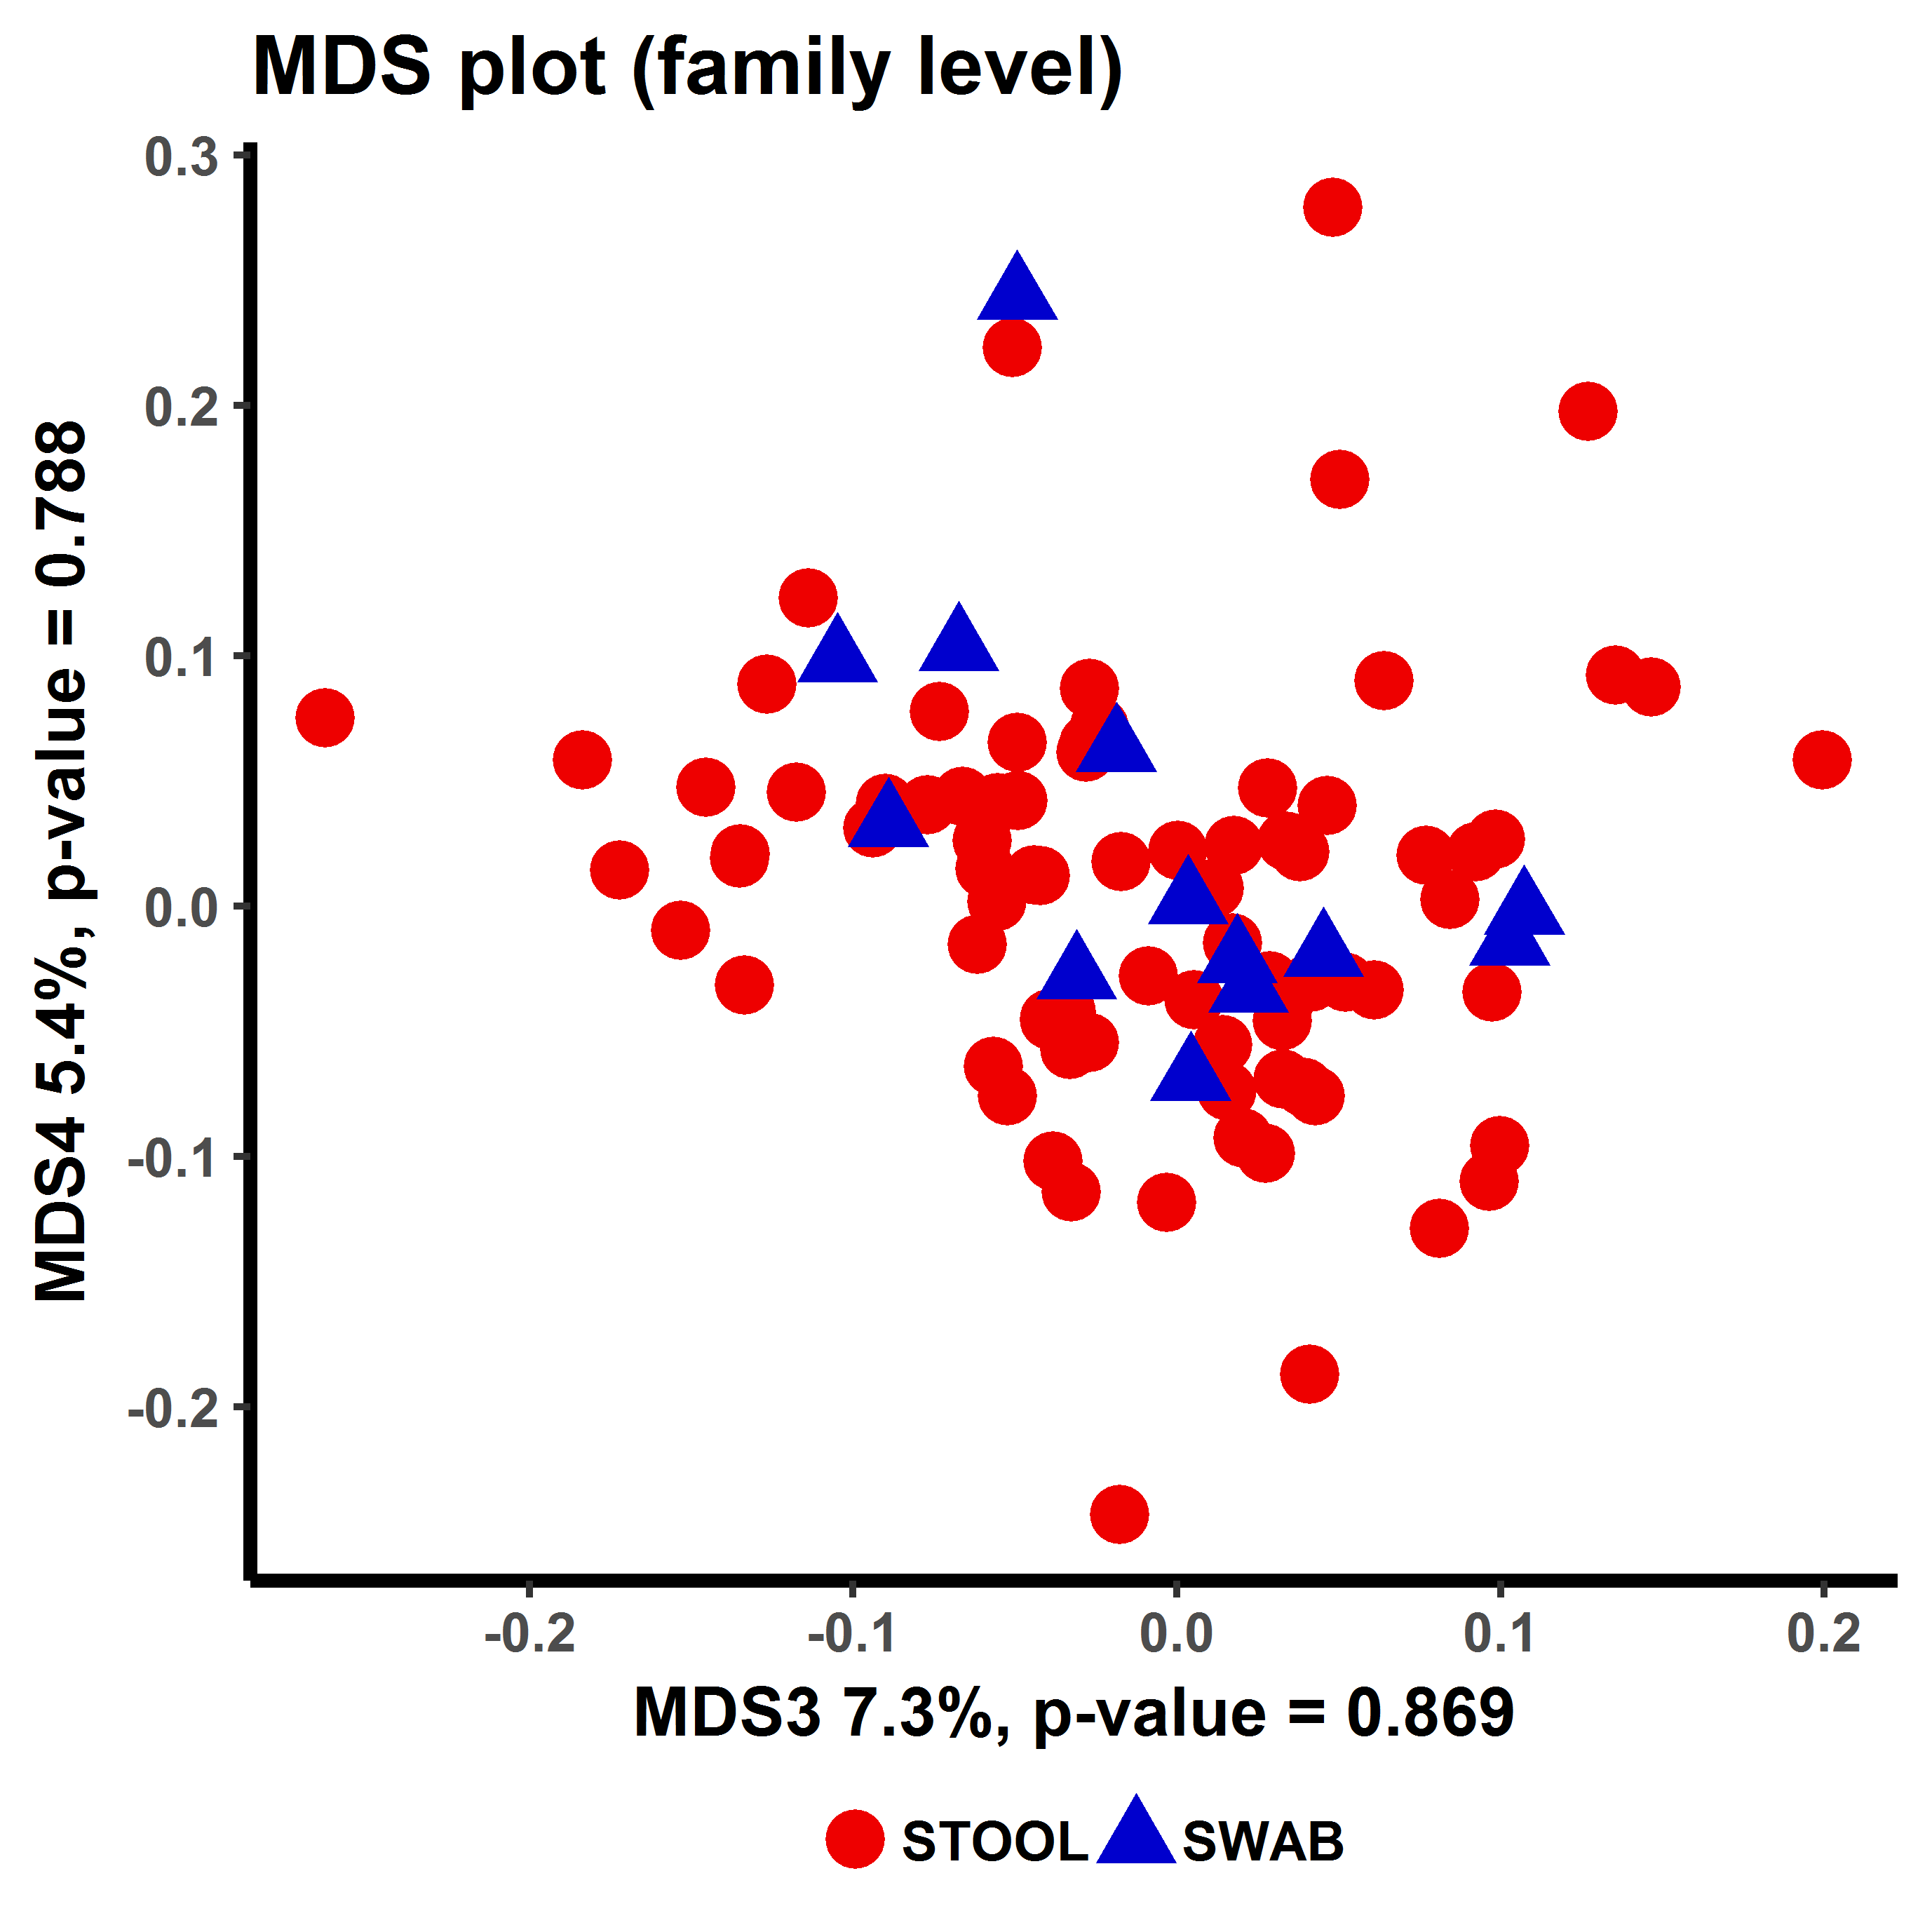 MDS plot (family level)
0.3
0.2
0.1
0.0
-0.1
-0.2
MDS4 5.4%, p-value = 0.788
-0.2 -0.1 0.0 0.1 0.2
MDS3 7.3%, p-value = 0.869
STOOL SWAB